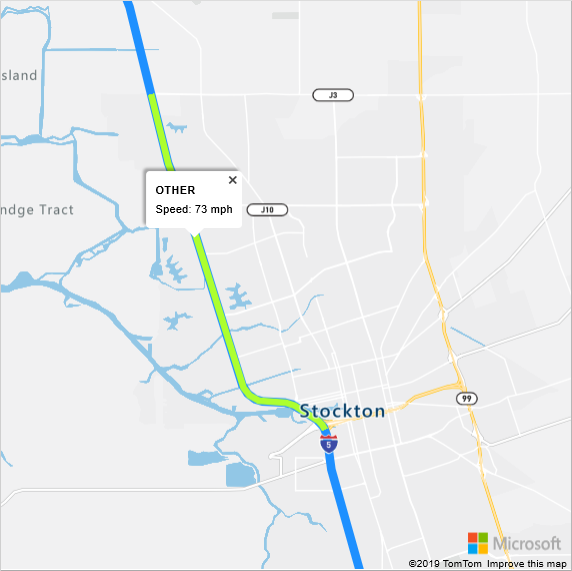 sland
J3
×
OTHER
Speed: 73 mph
ndge Tract
J10
99
Stockton
5
Microsoft
©2019 TomTom Improve this map